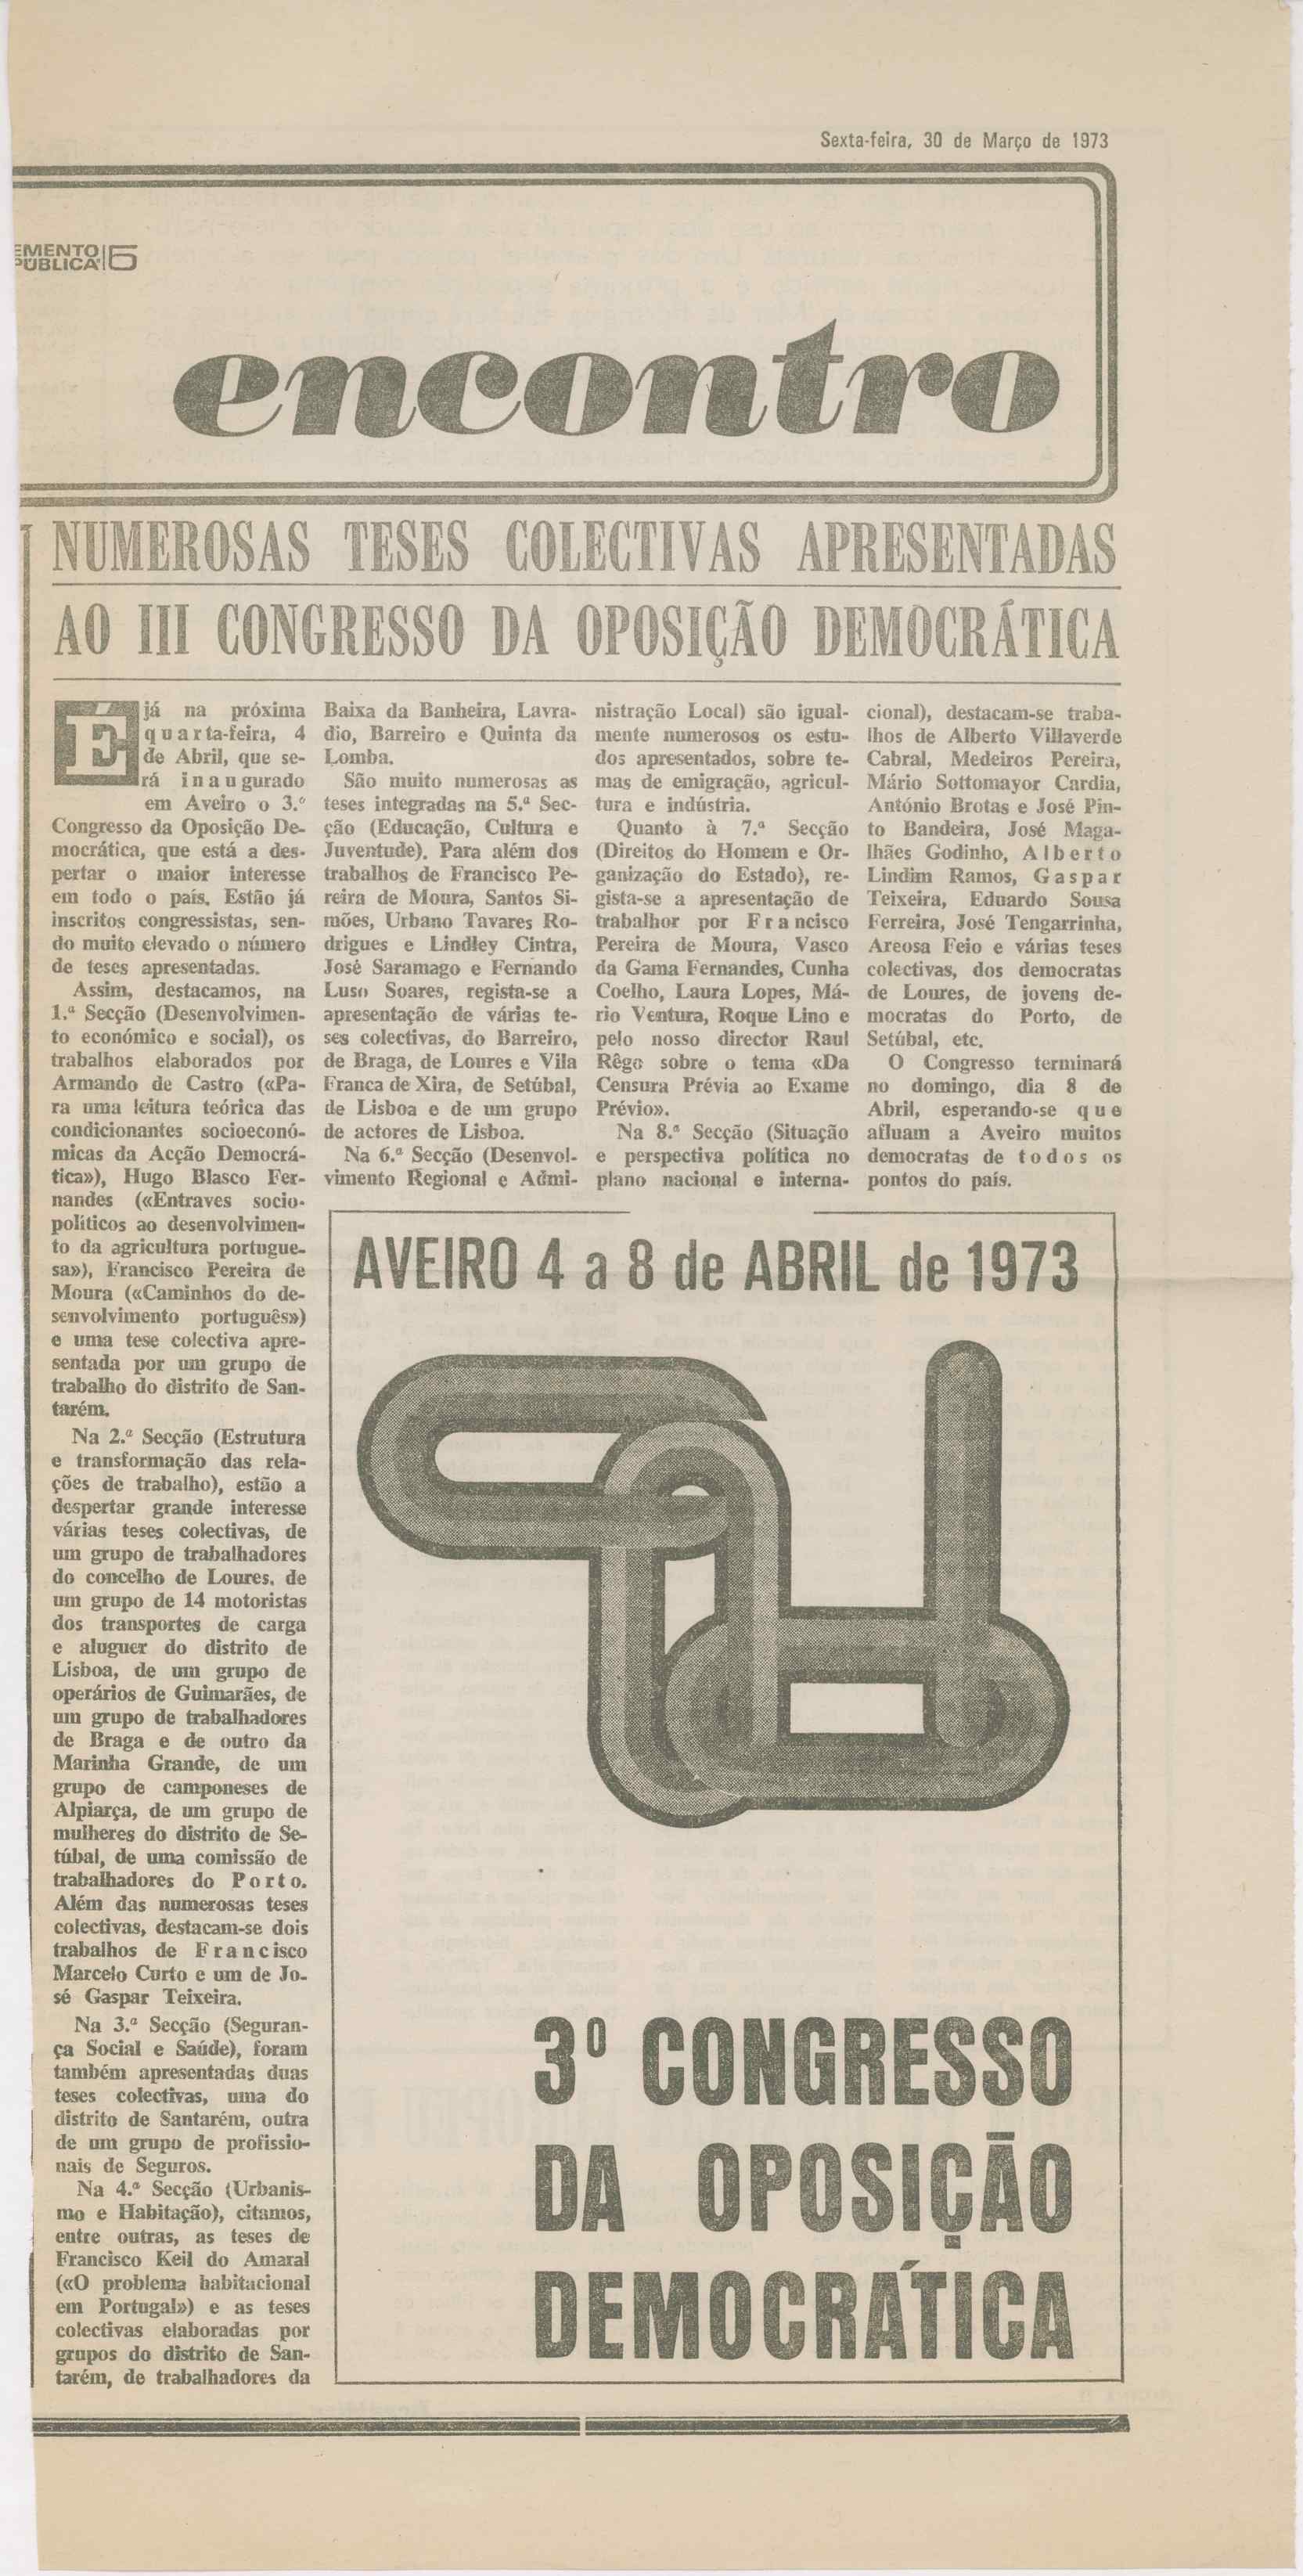 Sexta-feira, 30 de Março de 1973
EMENTO
PÚBLICA 5
encontro
NUMEROSAS TESES COLECTIVAS APRESENTADAS
AO III CONGRESSO DA OPOSIÇÃO DEMOCRÁTICA
É já na próxima
quarta-feira, 4
de Abril, que se-
rá inaugurado
em Aveiro o 3.º
Congresso da Oposição De-
mocrática, que está a des-
pertar o maior interesse
em todo o país. Estão já
inscritos congressistas, sen-
do muito elevado o número
de teses apresentadas.
Assim, destacamos, na
1.ª Secção (Desenvolvimen-
to económico e social), os
trabalhos elaborados por
Armando de Castro («Pa-
ra uma leitura teórica das
condicionantes socioeconó-
micas da Acção Democrá-
tica»), Hugo Blasco Fer-
nandes («Entraves socio-
políticos ao desenvolvimen-
to da agricultura portugue-
sa»), Francisco Pereira de
Moura («Caminhos do de-
senvolvimento português»)
e uma tese colectiva apre-
sentada por um grupo de
trabalho do distrito de San-
tarém.
Na 2.ª Secção (Estrutura
e transformação das rela-
ções de trabalho), estão a
despertar grande interesse
várias teses colectivas, de
um grupo de trabalhadores
do concelho de Loures, de
um grupo de 14 motoristas
dos transportes de carga
e aluguer do distrito de
Lisboa, de um grupo de
operários de Guimarães, de
um grupo de trabalhadores
de Braga e de outro da
Marinha Grande, de um
grupo de camponeses de
Alpiarça, de um grupo de
mulheres do distrito de Se-
túbal, de uma comissão de
trabalhadores do Porto.
Além das numerosas teses
colectivas, destacam-se dois
trabalhos de Francisco
Marcelo Curto e um de Jo-
sé Gaspar Teixeira.
Na 3.ª Secção (Seguran-
ça Social e Saúde), foram
também apresentadas duas
teses colectivas, uma do
distrito de Santarém, outra
de um grupo de profissio-
nais de Seguros.
Na 4.ª Secção (Urbanis-
mo e Habitação), citamos,
entre outras, as teses de
Francisco Keil do Amaral
(«O problema habitacional
em Portugal») e as teses
colectivas elaboradas por
grupos do distrito de San-
tarém, de trabalhadores da
Baixa da Banheira, Lavra-
dio, Barreiro e Quinta da
Lomba.
São muito numerosas as
teses integradas na 5.ª Sec-
ção (Educação, Cultura e
Juventude). Para além dos
trabalhos de Francisco Pe-
reira de Moura, Santos Si-
mões, Urbano Tavares Ro-
drigues e Lindley Cintra,
José Saramago e Fernando
Luso Soares, regista-se a
apresentação de várias te-
ses colectivas, do Barreiro,
de Braga, de Loures e Vila
Franca de Xira, de Setúbal,
de Lisboa e de um grupo
de actores de Lisboa.
Na 6.ª Secção (Desenvol-
vimento Regional e Admi-
nistração Local) são igual-
mente numerosos os estu-
dos apresentados, sobre te-
mas de emigração, agricul-
tura e indústria.
Quanto à 7.ª Secção
(Direitos do Homem e Or-
ganização do Estado), re-
gista-se a apresentação de
trabalhor por Francisco
Pereira de Moura, Vasco
da Gama Fernandes, Cunha
Coelho, Laura Lopes, Má-
rio Ventura, Roque Lino e
pelo nosso director Raul
Rêgo sobre o tema «Da
Censura Prévia ao Exame
Prévio».
Na 8.ª Secção (Situação
e perspectiva política no
plano nacional e interna-
cional), destacam-se traba-
lhos de Alberto Villaverde
Cabral, Medeiros Pereira,
Mário Sottomayor Cardia,
António Brotas e José Pin-
to Bandeira, José Maga-
lhães Godinho, Alberto
Lindim Ramos, Gaspar
Teixeira, Eduardo Sousa
Ferreira, José Tengarrinha,
Areosa Feio e várias teses
colectivas, dos democratas
de Loures, de jovens de-
mocratas do Porto, de
Setúbal, etc.
O Congresso terminará
no domingo, dia 8 de
Abril, esperando-se que
afluam a Aveiro muitos
democratas de todos os
pontos do país.
AVEIRO 4 a 8 de ABRIL de 1973
3º CONGRESSO
DA OPOSIÇÃO
DEMOCRÁTICA